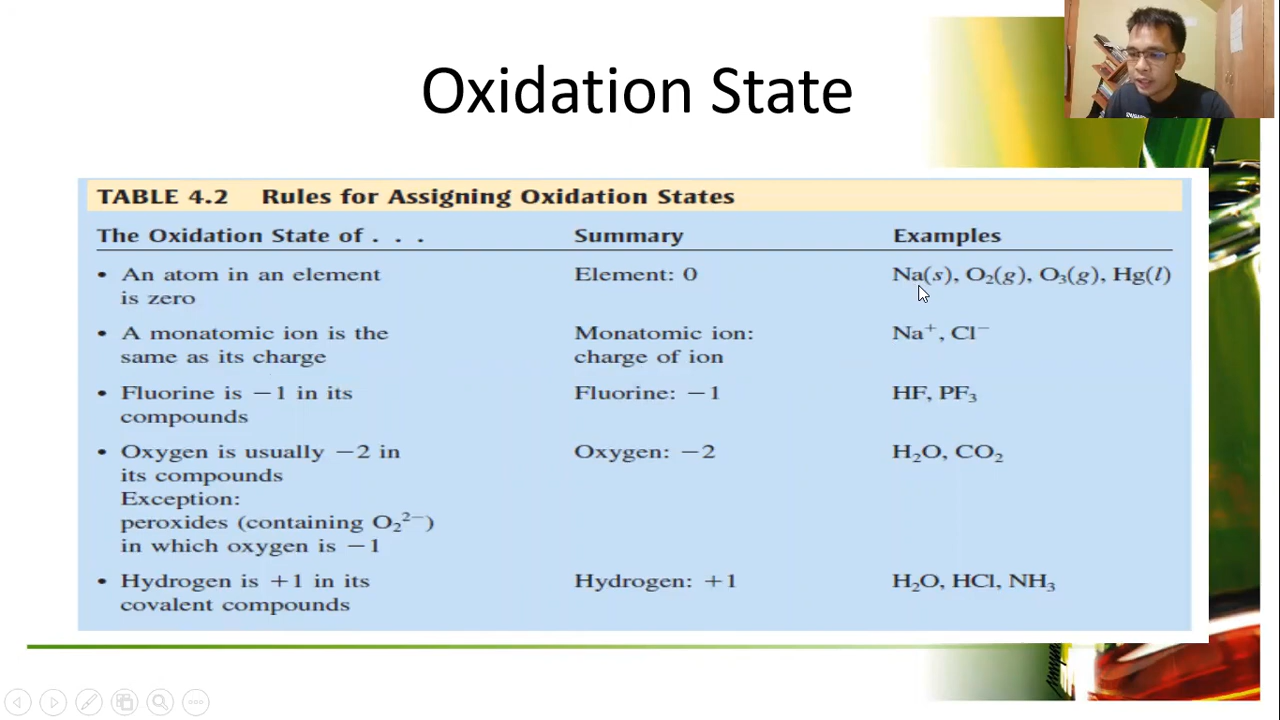 Oxidation State
TABLE 4.2 Rules for Assigning Oxidation States
The Oxidation State of . . . Summary Examples
• An atom in an element Element: 0 Na(s), O₂(g), O₃(g), Hg(l)
is zero
• A monatomic ion is the Monatomic ion: Na⁺, Cl⁻
same as its charge charge of ion
• Fluorine is −1 in its Fluorine: −1 HF, PF₃
compounds
• Oxygen is usually −2 in Oxygen: −2 H₂O, CO₂
its compounds
Exception:
peroxides (containing O₂²⁻)
in which oxygen is −1
• Hydrogen is +1 in its Hydrogen: +1 H₂O, HCl, NH₃
covalent compounds